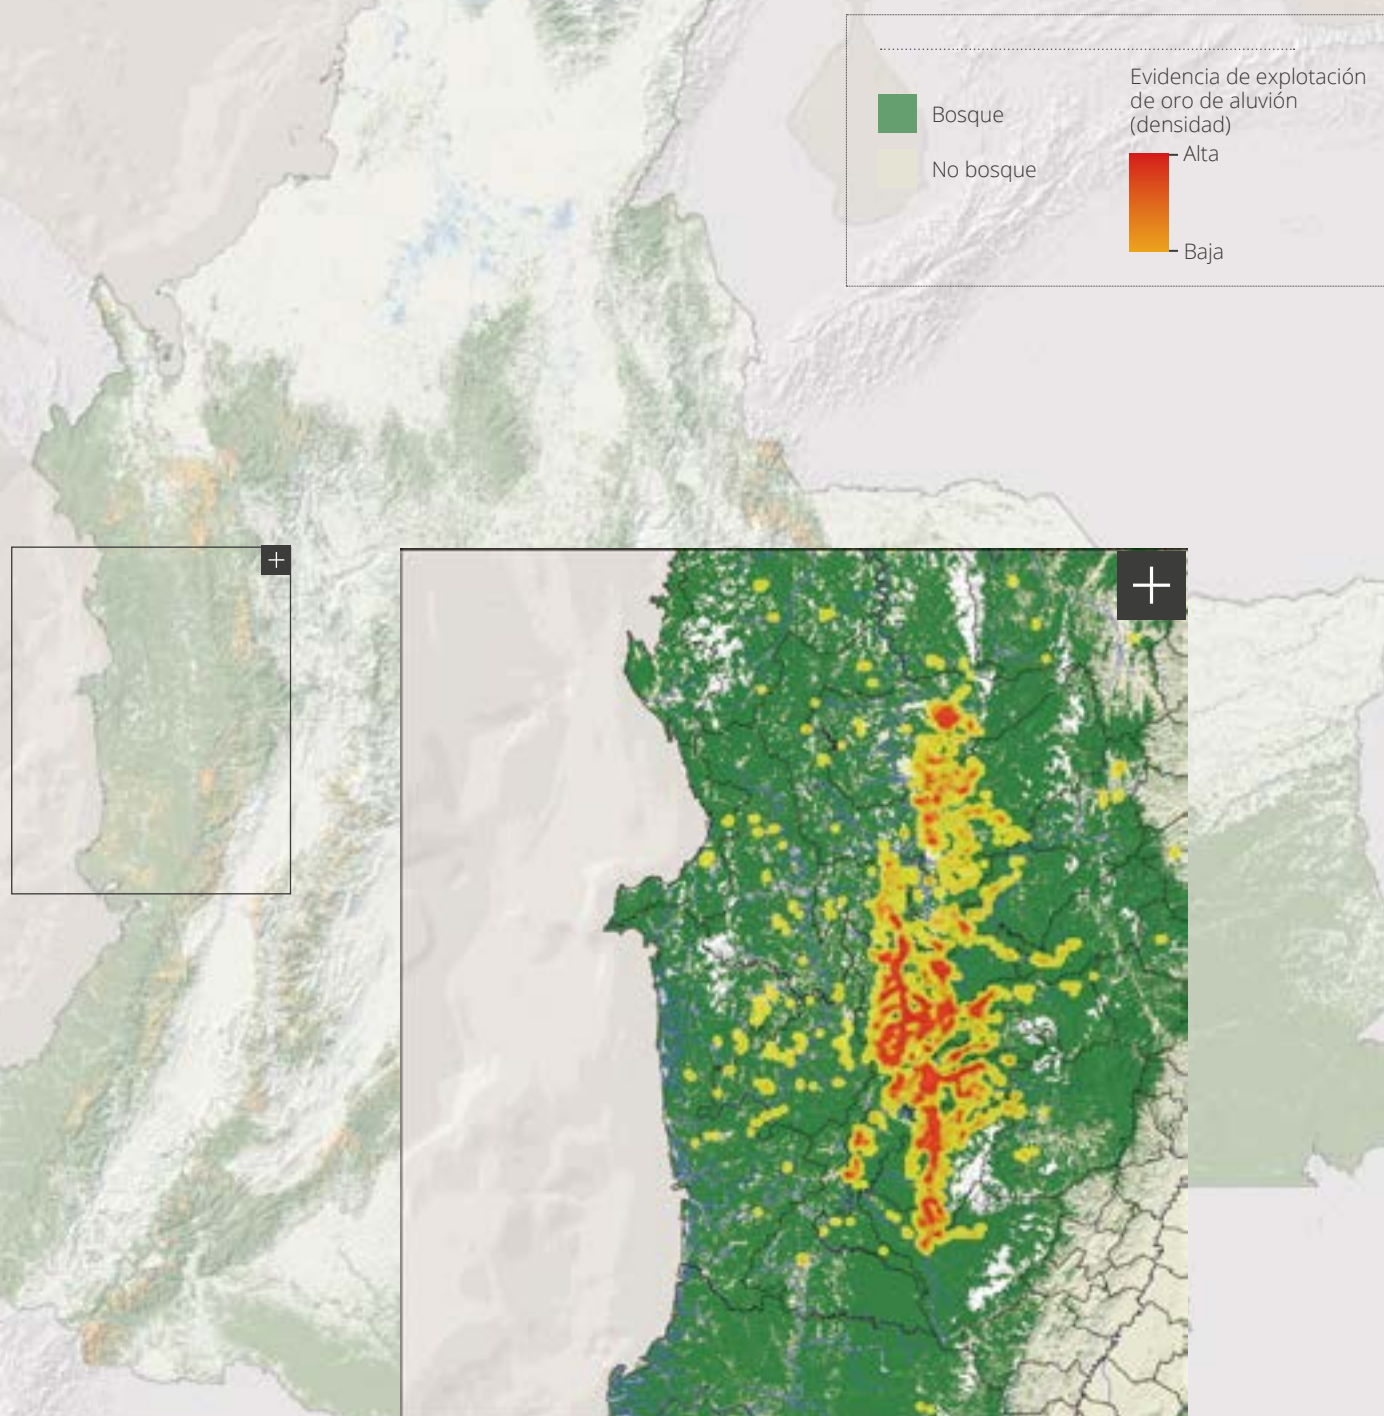 Bosque
No bosque
Evidencia de explotación
de oro de aluvión
(densidad)
Alta
Baja